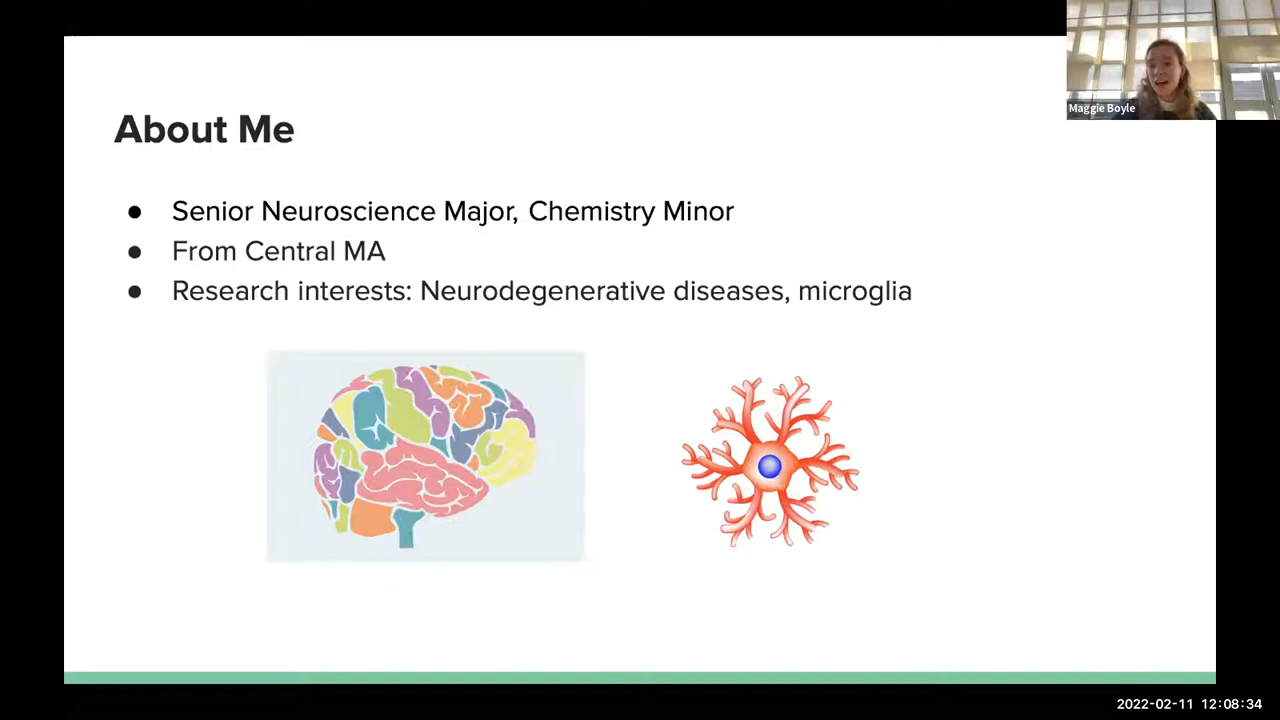 Maggie Boyle
About Me
● Senior Neuroscience Major, Chemistry Minor
● From Central MA
● Research interests: Neurodegenerative diseases, microglia
2022-02-11 12:08:34